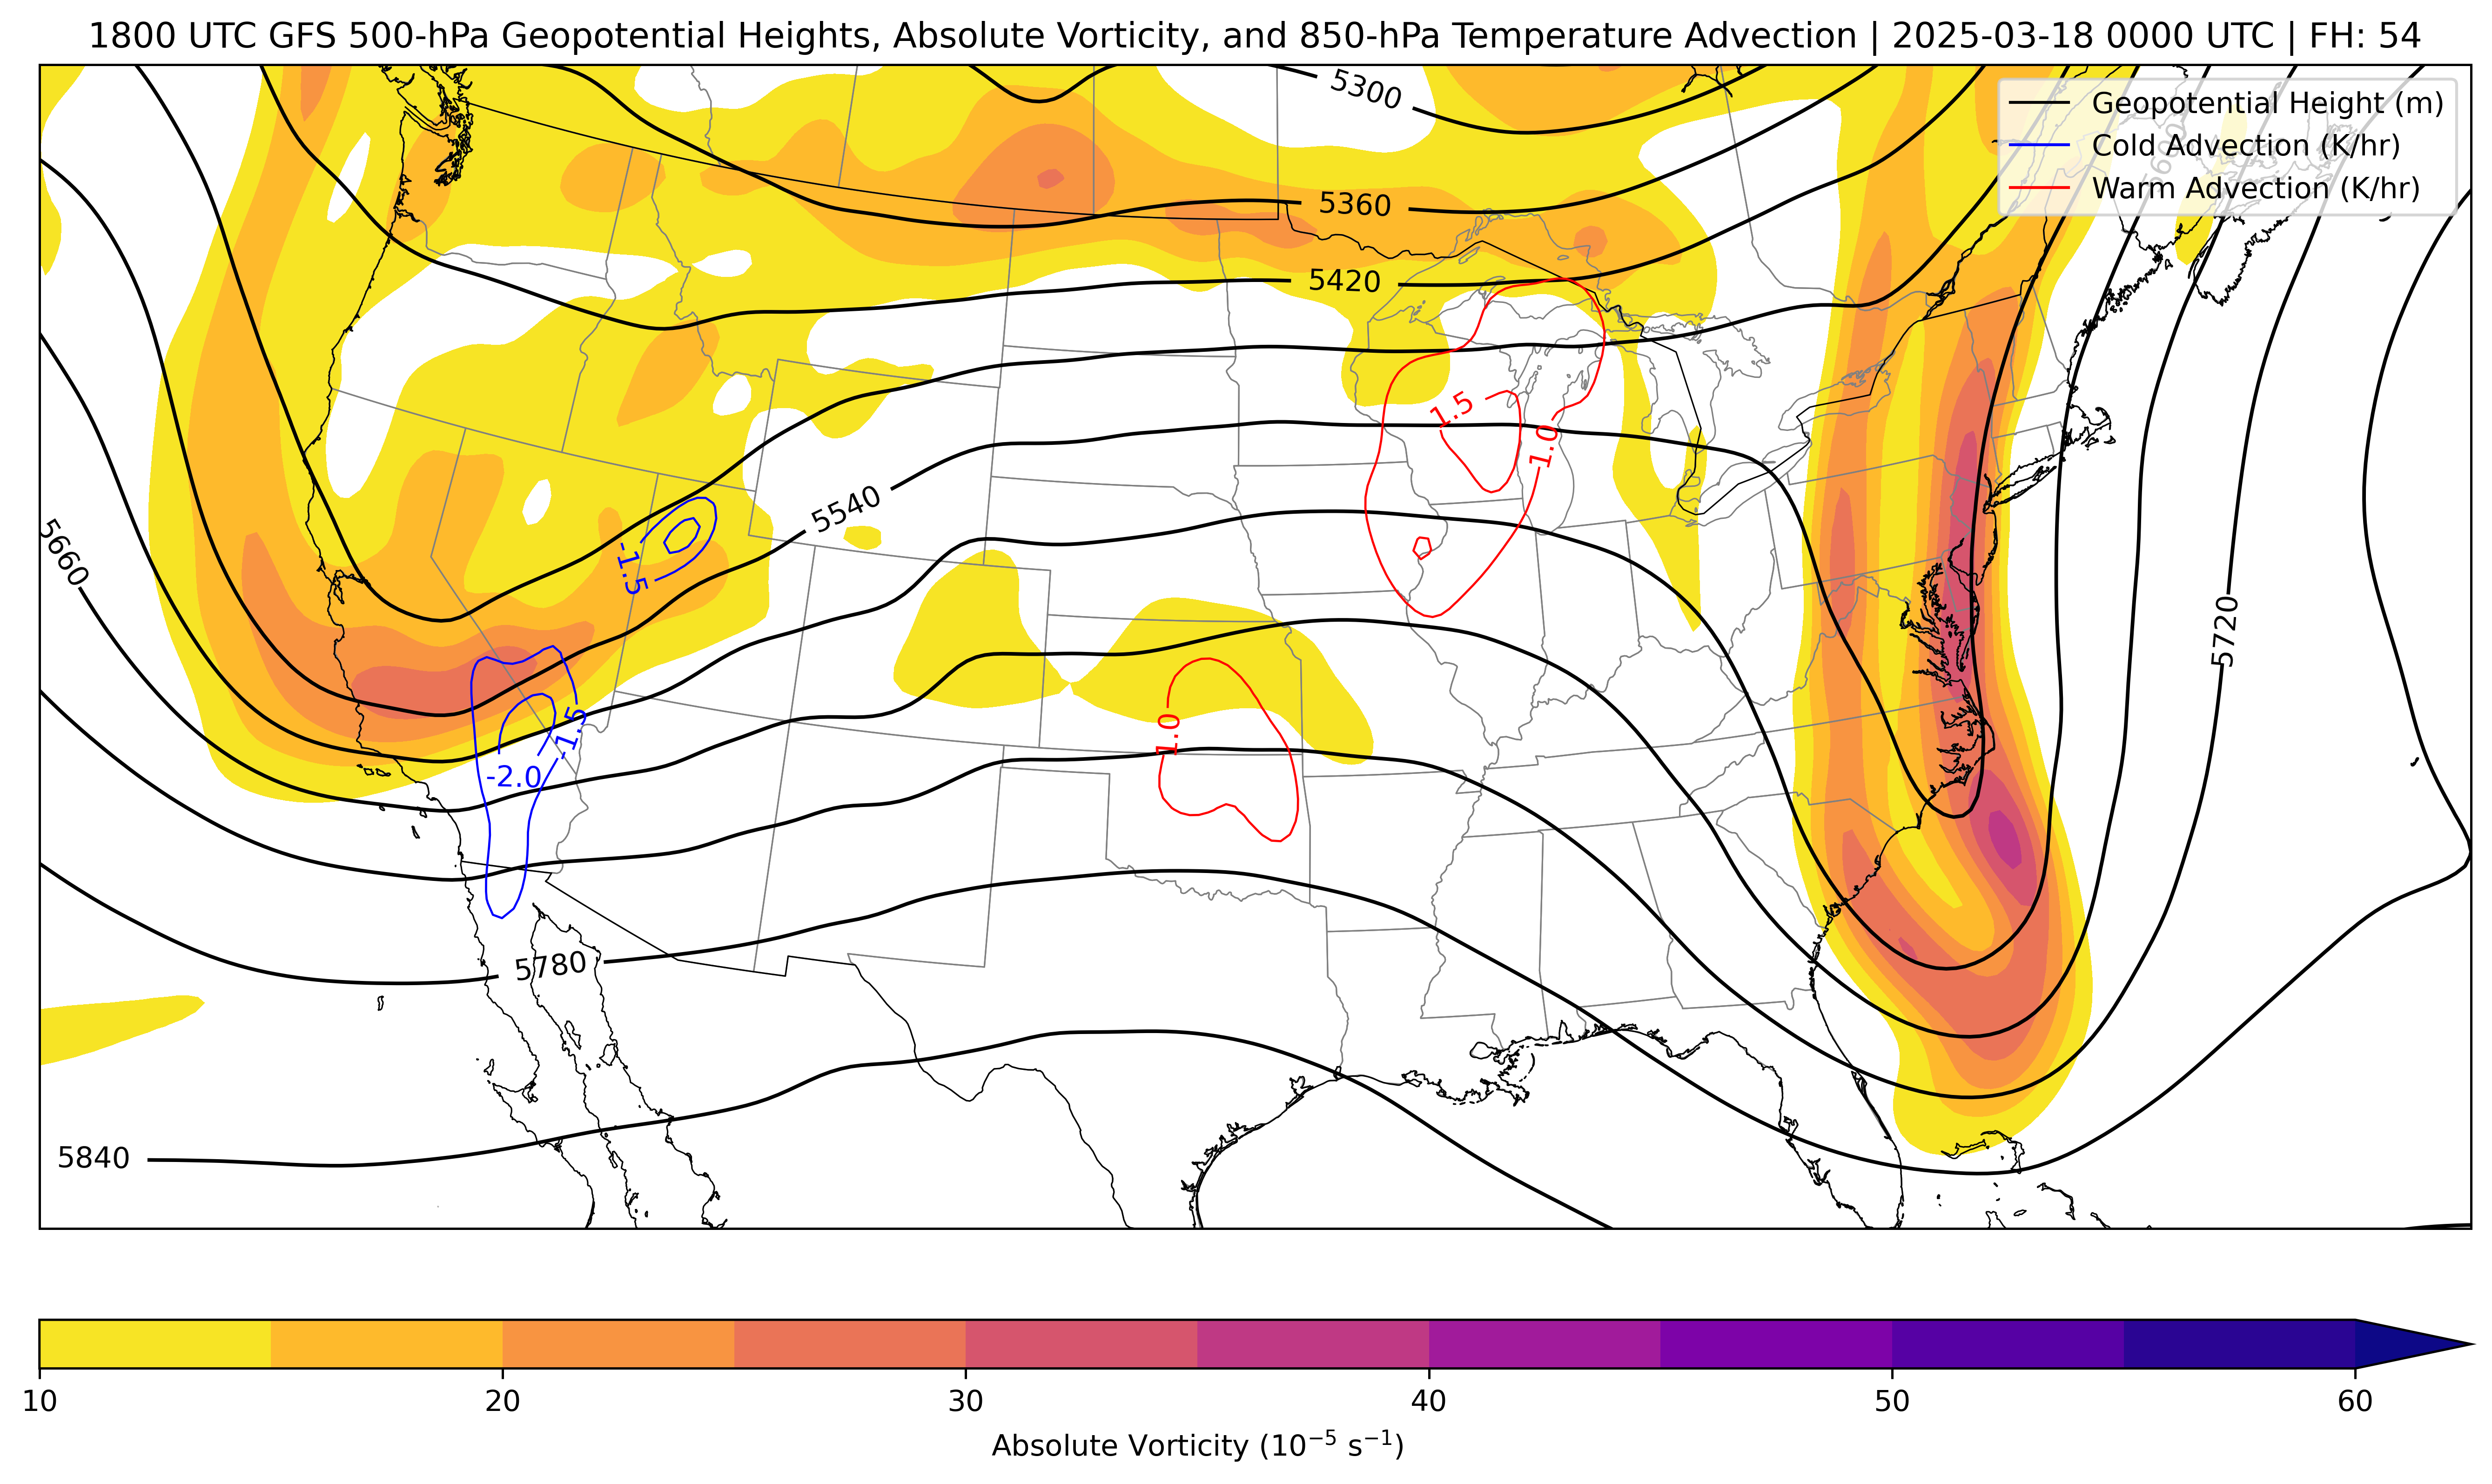 1800 UTC GFS 500-hPa Geopotential Heights, Absolute Vorticity, and 850-hPa Temperature Advection | 2025-03-18 0000 UTC | FH: 54
Geopotential Height (m)
Cold Advection (K/hr)
Warm Advection (K/hr)
5300
5660
5360
5420
1.5
1.0
5540
-1.5
5660
5720
-1.5
1.0
-2.0
5780
5840
10 20 30 40 50 60
Absolute Vorticity (10⁻⁵ s⁻¹)